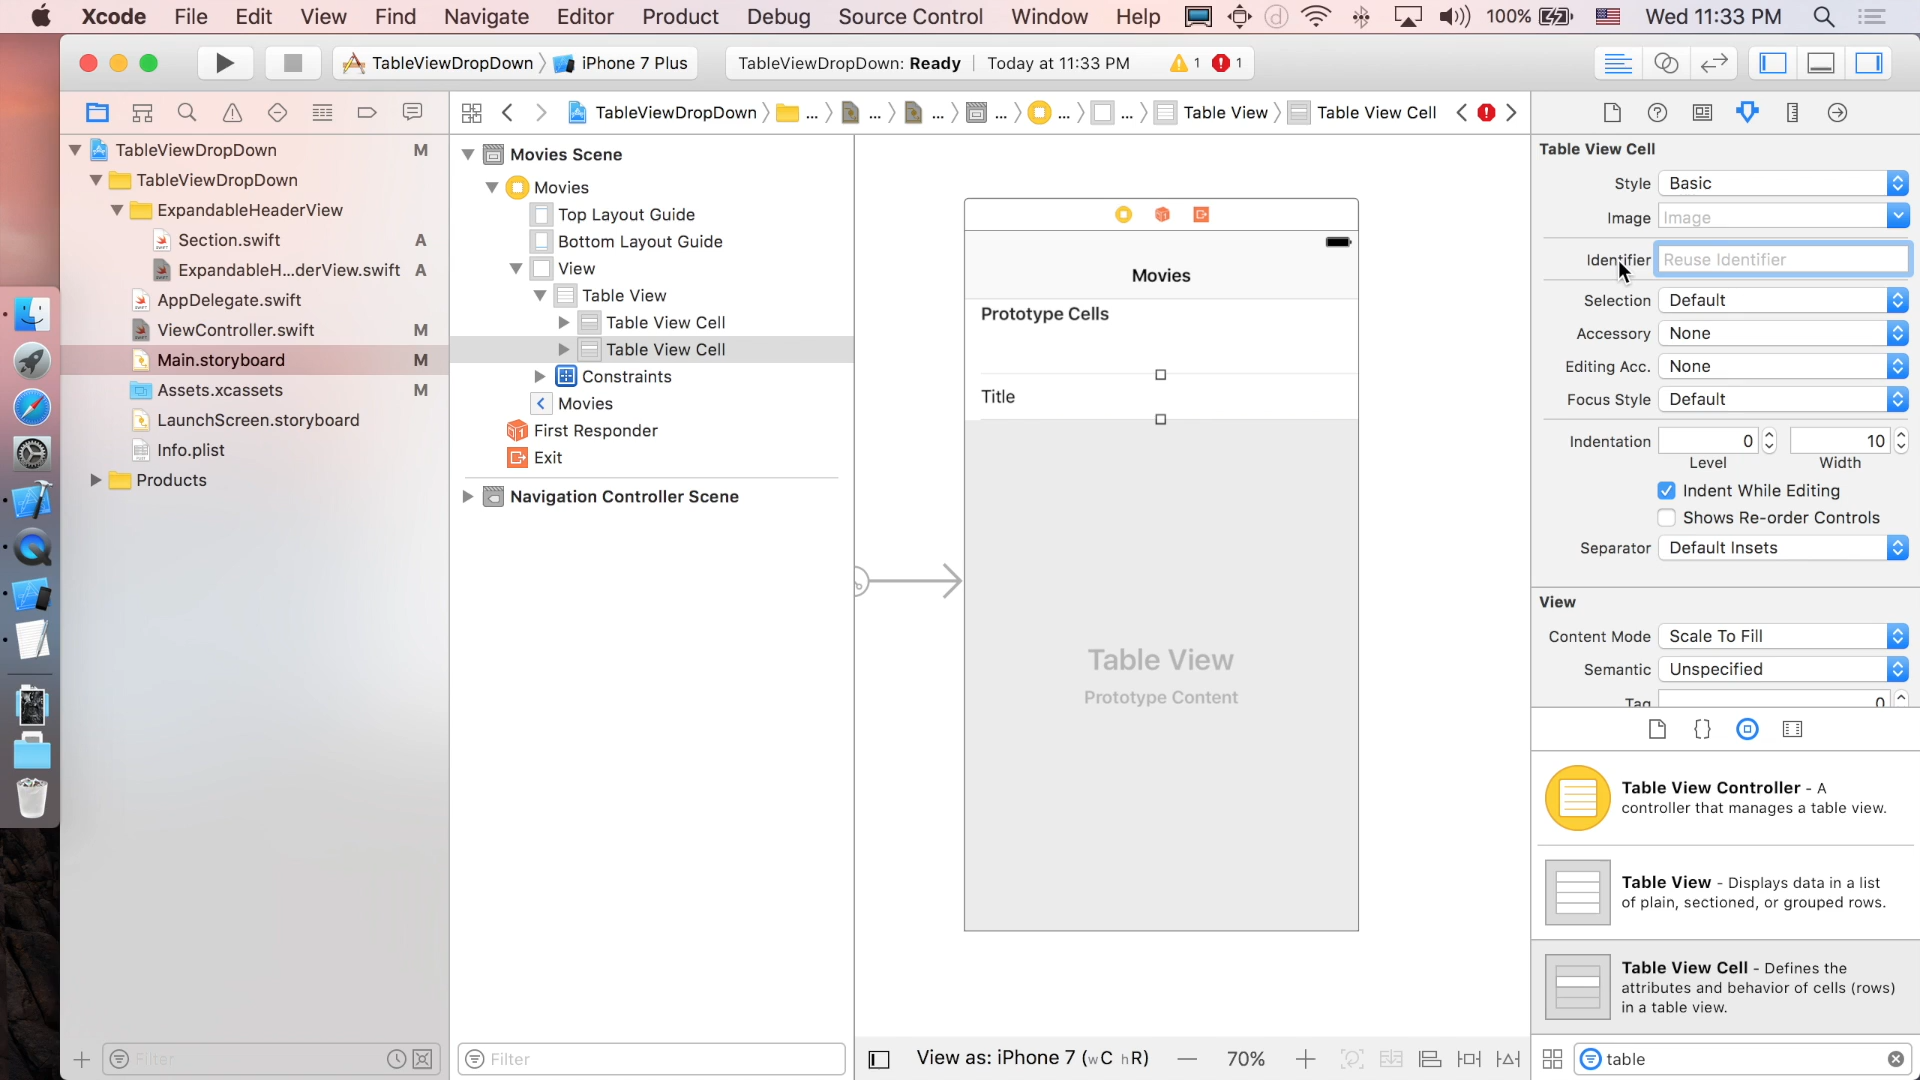 Xcode File Edit View Find Navigate Editor Product Debug Source Control Window Help 100% Wed 11:33 PM
TableViewDropDown iPhone 7 Plus TableViewDropDown: Ready Today at 11:33 PM 1 1
TableViewDropDown ... ... ... ... ... ... Table View Table View Cell
TableViewDropDown M
TableViewDropDown
ExpandableHeaderView
Section.swift A
ExpandableH...derView.swift A
AppDelegate.swift
ViewController.swift M
Main.storyboard M
Assets.xcassets M
LaunchScreen.storyboard
Info.plist
Products
Filter
Movies Scene
Movies
Top Layout Guide
Bottom Layout Guide
View
Table View
Table View Cell
Table View Cell
Constraints
Movies
First Responder
Exit
Navigation Controller Scene
Filter
Movies
Prototype Cells
Title
Table View
Prototype Content
View as: iPhone 7 (wC hR) 70%
Table View Cell
Style Basic
Image Image
Identifier Reuse Identifier
Selection Default
Accessory None
Editing Acc. None
Focus Style Default
Indentation 0 10
Level Width
Indent While Editing
Shows Re-order Controls
Separator Default Insets
View
Content Mode Scale To Fill
Semantic Unspecified
Tag 0
Table View Controller - A
controller that manages a table view.
Table View - Displays data in a list
of plain, sectioned, or grouped rows.
Table View Cell - Defines the
attributes and behavior of cells (rows)
in a table view.
table